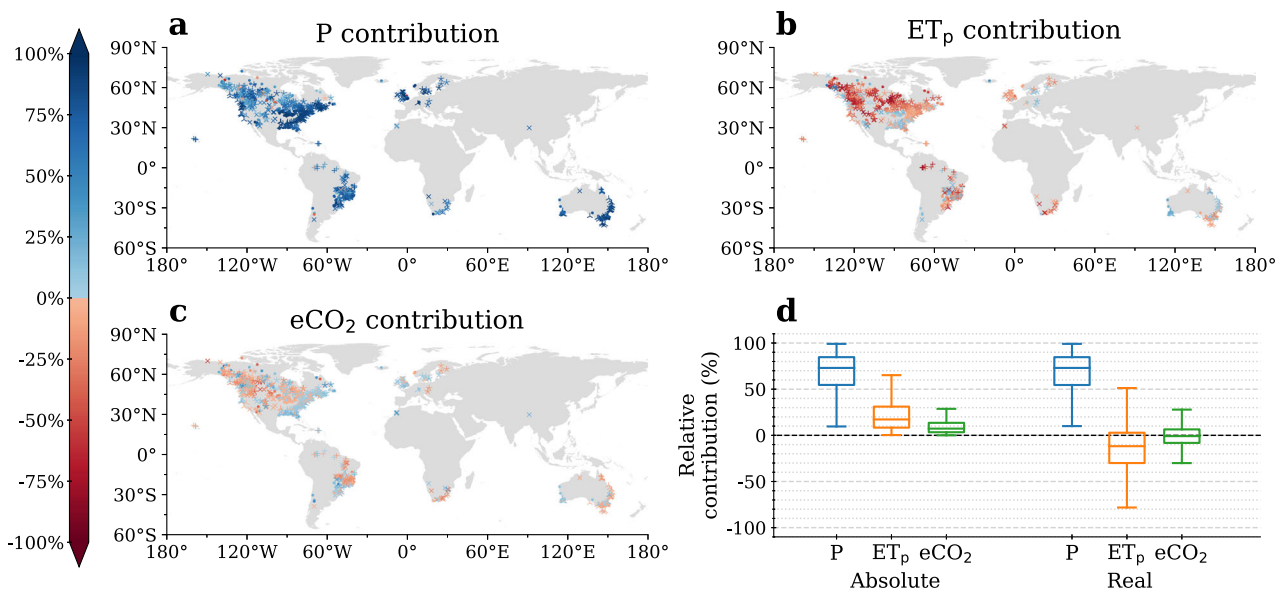 a
P contribution
100%
75%
50%
25%
0%
-25%
-50%
-75%
-100%
90°N
60°N
30°N
0°
30°S
60°S
180° 120°W 60°W 0° 60°E 120°E 180°
b
ET_p contribution
90°N
60°N
30°N
0°
30°S
60°S
180° 120°W 60°W 0° 60°E 120°E 180°
c
eCO₂ contribution
90°N
60°N
30°N
0°
30°S
60°S
180° 120°W 60°W 0° 60°E 120°E 180°
d
Relative
contribution (%)
100
50
0
-50
-100
P ET_p eCO₂ P ET_p eCO₂
Absolute Real